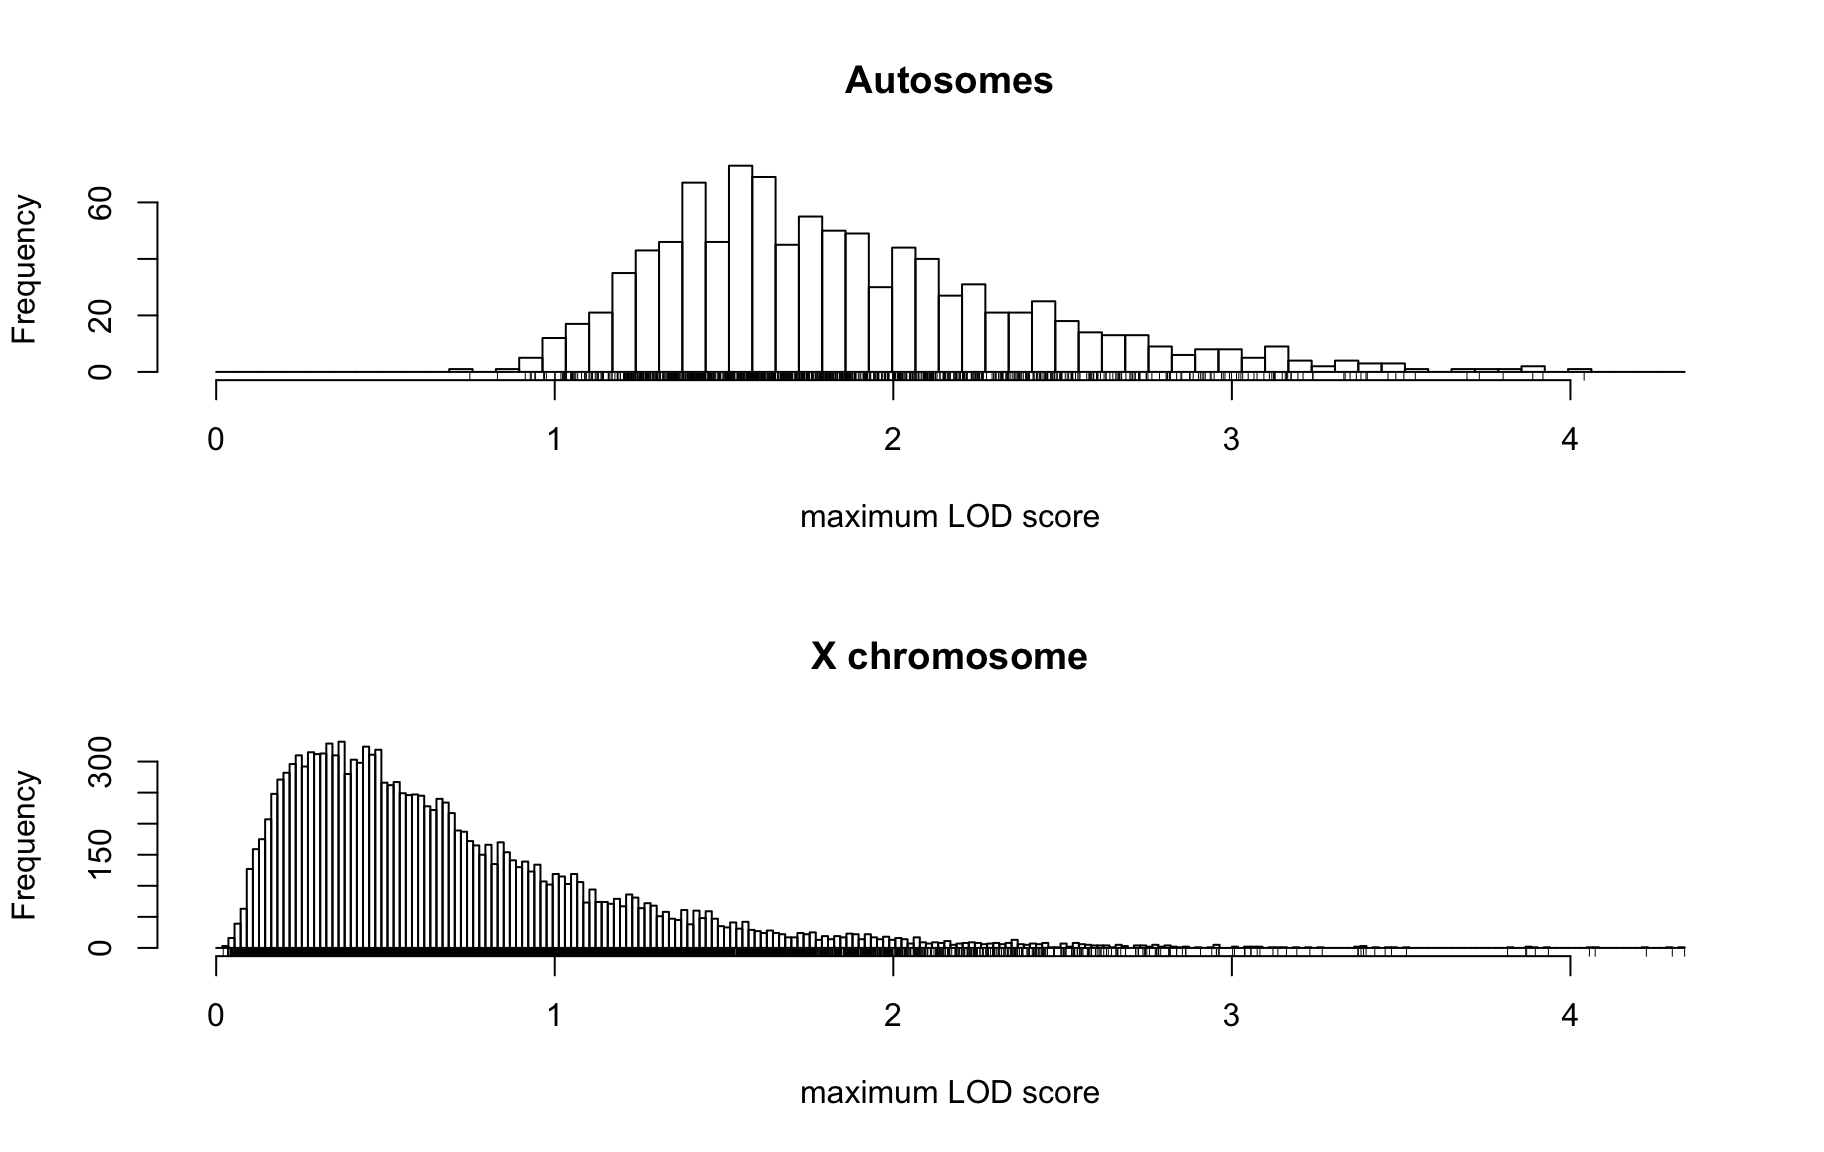 Autosomes
Frequency
60
20
0
0 1 2 3 4
maximum LOD score
X chromosome
Frequency
300
150
0
0 1 2 3 4
maximum LOD score